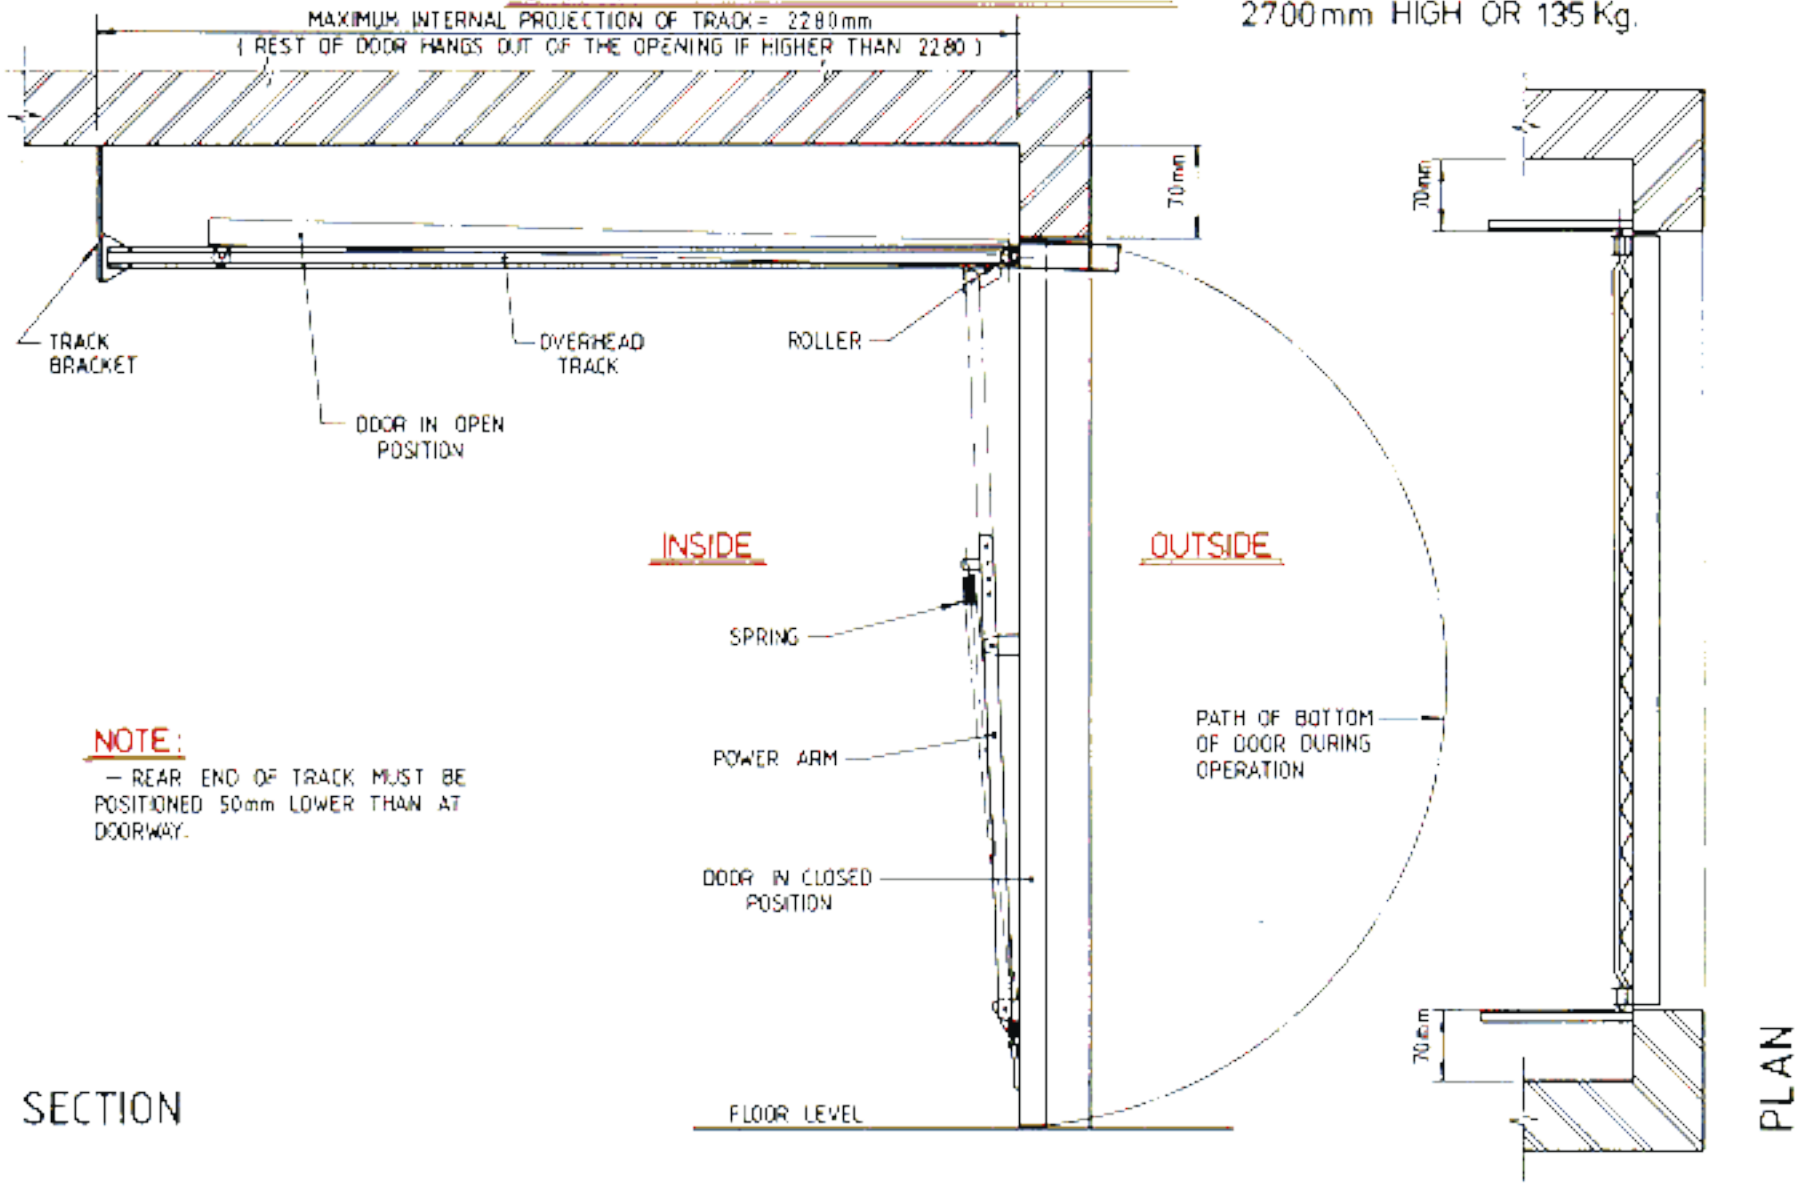 MAXIMUM INTERNAL PROJECTION OF TRACK = 2280mm
( REST OF DOOR HANGS OUT OF THE OPENING IF HIGHER THAN 2280 )
2700mm HIGH OR 135Kg.
70mm
70mm
TRACK
BRACKET
OVERHEAD
TRACK
ROLLER
DOOR IN OPEN
POSITION
INSIDE
OUTSIDE
SPRING
POWER ARM
PATH OF BOTTOM
OF DOOR DURING
OPERATION
NOTE:
- REAR END OF TRACK MUST BE
POSITIONED 50mm LOWER THAN AT
DOORWAY.
DOOR IN CLOSED
POSITION
70mm
SECTION
FLOOR LEVEL
PLAN